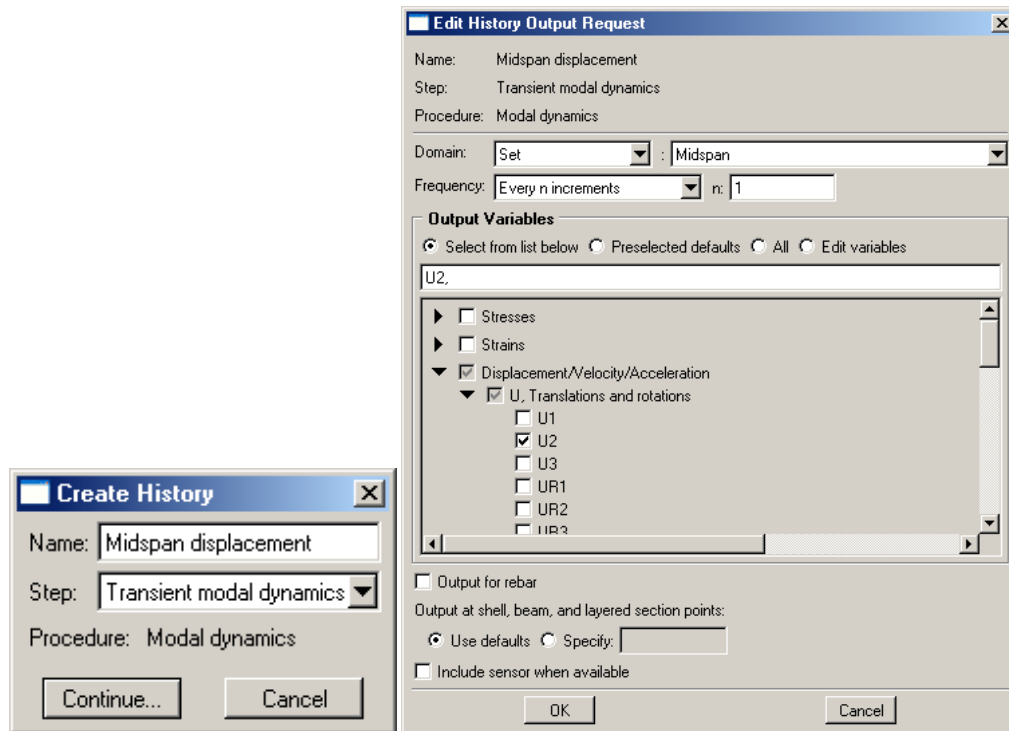 Edit History Output Request
Name: Midspan displacement
Step: Transient modal dynamics
Procedure: Modal dynamics
Domain: Set : Midspan
Frequency: Every n increments n: 1
Output Variables
Select from list below Preselected defaults All Edit variables
U2,
Stresses
Strains
Displacement/Velocity/Acceleration
U, Translations and rotations
U1
U2
U3
UR1
UR2
UR3
Output for rebar
Output at shell, beam, and layered section points:
Use defaults Specify:
Include sensor when available
OK Cancel
Create History
Name: Midspan displacement
Step: Transient modal dynamics
Procedure: Modal dynamics
Continue... Cancel